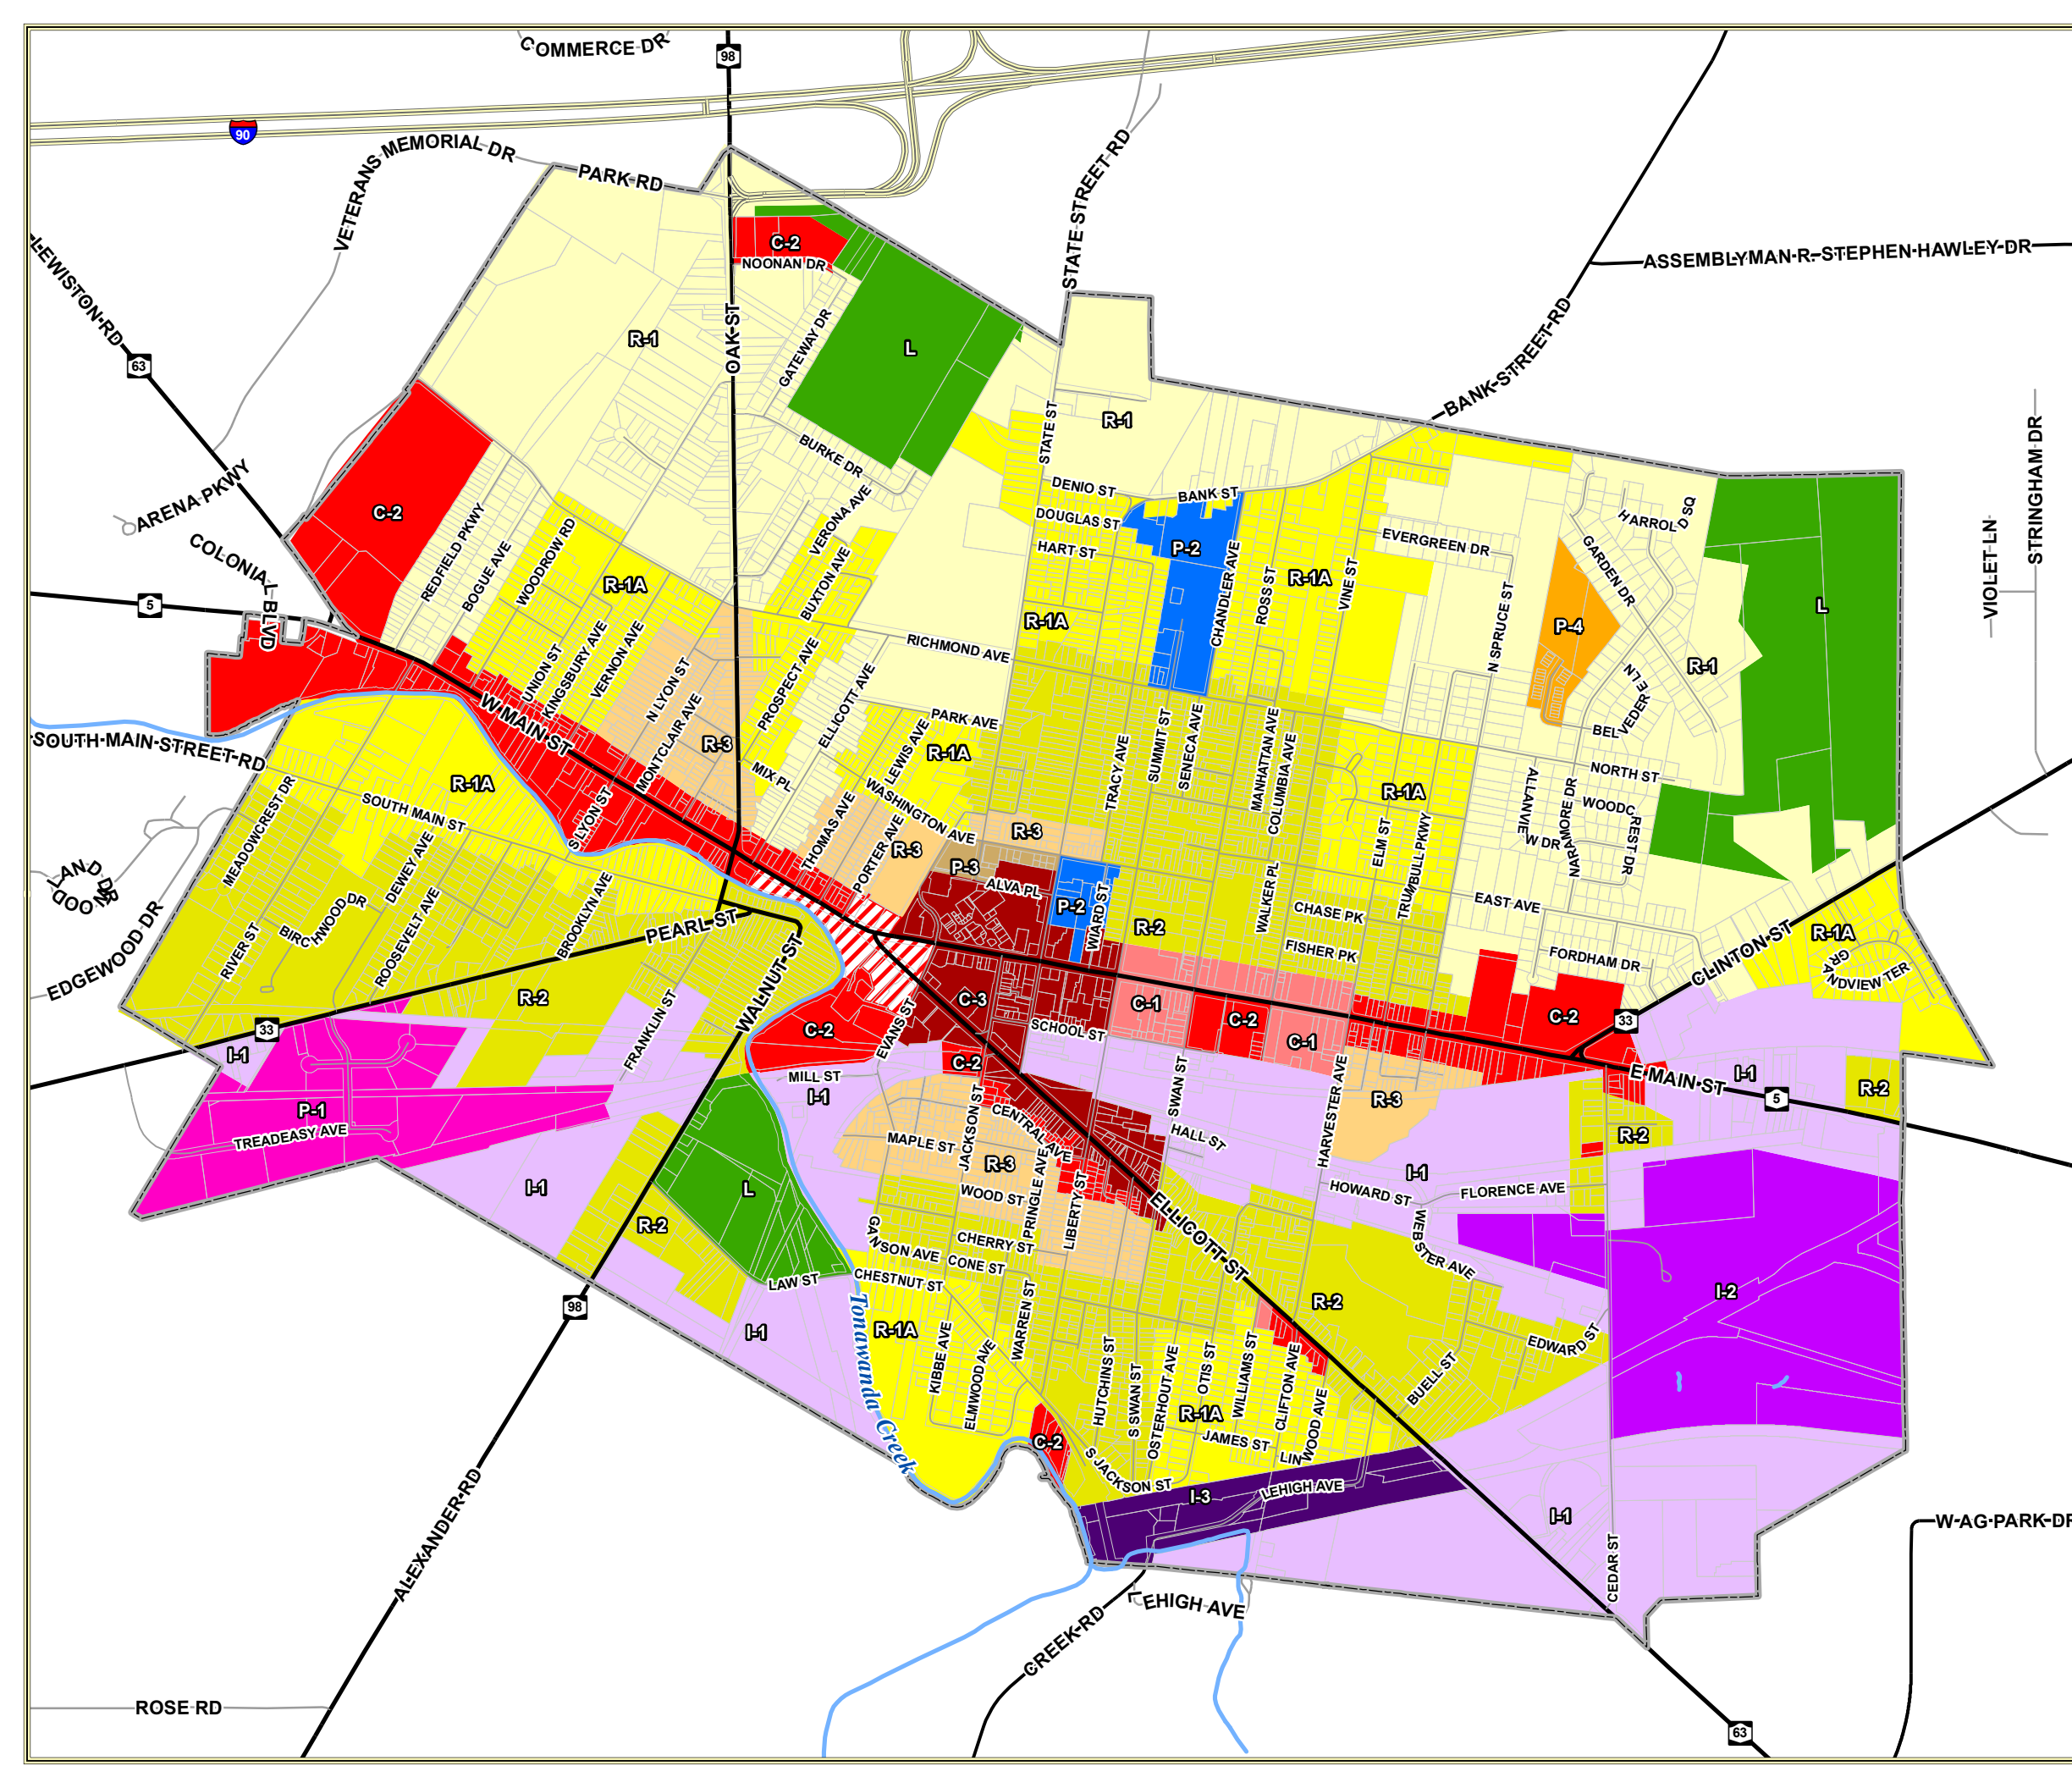 COMMERCE DR
98
90
VETERANS MEMORIAL DR
PARK RD
STATE STREET RD
LEWISTON RD
ASSEMBLYMAN R. STEPHEN HAWLEY DR
C-2
NOONAN DR
OAK ST
R-1
GATEWAY DR
L
63
BANK STREET RD
STATE ST
R-1
BURKE DR
STRINGHAM DR
ARENA PKWY
C-2
VERONA AVE
DENIO ST
BANK ST
DOUGLAS ST
HARROLD SQ
COLONIAL BLVD
REDFIELD PKWY
BOGUE AVE
WOODROW RD
HART ST
P-2
EVERGREEN DR
GARDEN DR
VIOLET LN
5
R-1A
BUXTON AVE
CHANDLER AVE
ROSS ST
R-1A
VINE ST
N SPRUCE ST
L
R-1A
P-4
UNION ST
KINGSBURY AVE
VERNON AVE
PROSPECT AVE
RICHMOND AVE
R-1
N LYON ST
ELLICOTT AVE
BELVEDERE LN
W MAIN ST
MONTCLAIR AVE
R-3
PARK AVE
SOUTH MAIN STREET RD
LEWIS AVE
R-1A
TRACY AVE
SUMMIT ST
SENECA AVE
MANHATTAN AVE
COLUMBIA AVE
MIX PL
NORTH ST
R-1A
MEADOWCREST DR
SOUTH MAIN ST
S LYON ST
THOMAS AVE
WASHINGTON AVE
R-1A
ALLANVIEW DR
NARAMORE DR
WOODCREST DR
PORTER AVE
R-3
R-3
ELM ST
TRUMBULL PKWY
WOODLAND DR
DEWEY AVE
P-3
ALVA PL
WALKER PL
EDGEWOOD DR
RIVER ST
BIRCHWOOD DR
ROOSEVELT AVE
BROOKLYN AVE
PEARL ST
P-2
WIARD ST
R-2
CHASE PK
FISHER PK
EAST AVE
FORDHAM DR
CLINTON ST
R-1A
GRANDVIEW TER
WALNUT ST
R-2
C-3
C-1
C-2
C-2
33
33
I-1
FRANKLIN ST
C-2
EVANS ST
SCHOOL ST
C-1
C-2
E MAIN ST
I-1
R-2
5
P-1
MILL ST
I-1
SWAN ST
HARVESTER AVE
R-3
TREADEASY AVE
JACKSON ST
CENTRAL AVE
HALL ST
R-2
MAPLE ST
R-3
I-1
I-1
L
WOOD ST
PRINGLE AVE
LIBERTY ST
HOWARD ST
FLORENCE AVE
R-2
GANSON AVE
CHERRY ST
ELLICOTT ST
WEBSTER AVE
CONE ST
CHESTNUT ST
LAW ST
I-2
98
I-1
R-1A
WARREN ST
R-2
EDWARD ST
Tonawanda Creek
KIBBE AVE
ELMWOOD AVE
HUTCHINS ST
S SWAN ST
OSTERHOUT AVE
OTIS ST
WILLIAMS ST
CLIFTON AVE
LINWOOD AVE
BUELL ST
R-1A
C-2
JAMES ST
S JACKSON ST
I-3
LEHIGH AVE
I-1
W AG PARK DR
ALEXANDER RD
CEDAR ST
LEHIGH AVE
CREEK RD
ROSE RD
63